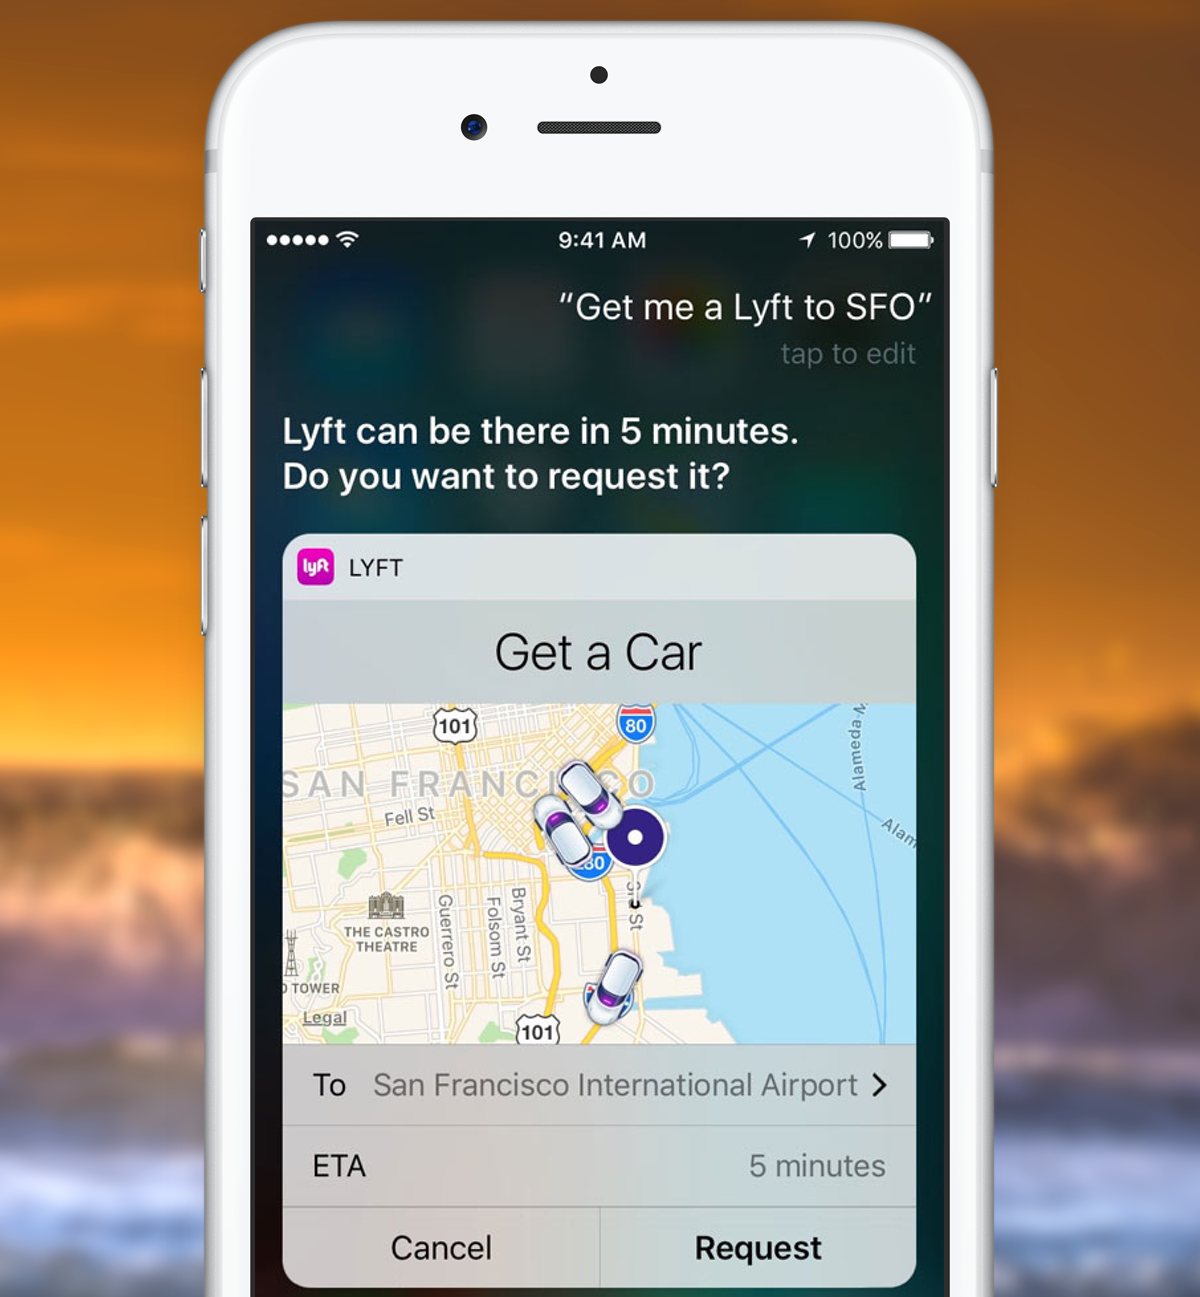 9:41 AM
100%
“Get me a Lyft to SFO”
tap to edit
Lyft can be there in 5 minutes.
Do you want to request it?
lyft
LYFT
Get a Car
101
80
Alameda
SAN FRANCISCO
Fell St
Alam
280
St
THE CASTRO
THEATRE
Guerrero St
Folsom St
Bryant St
O TOWER
Legal
101
To San Francisco International Airport
ETA 5 minutes
Cancel
Request